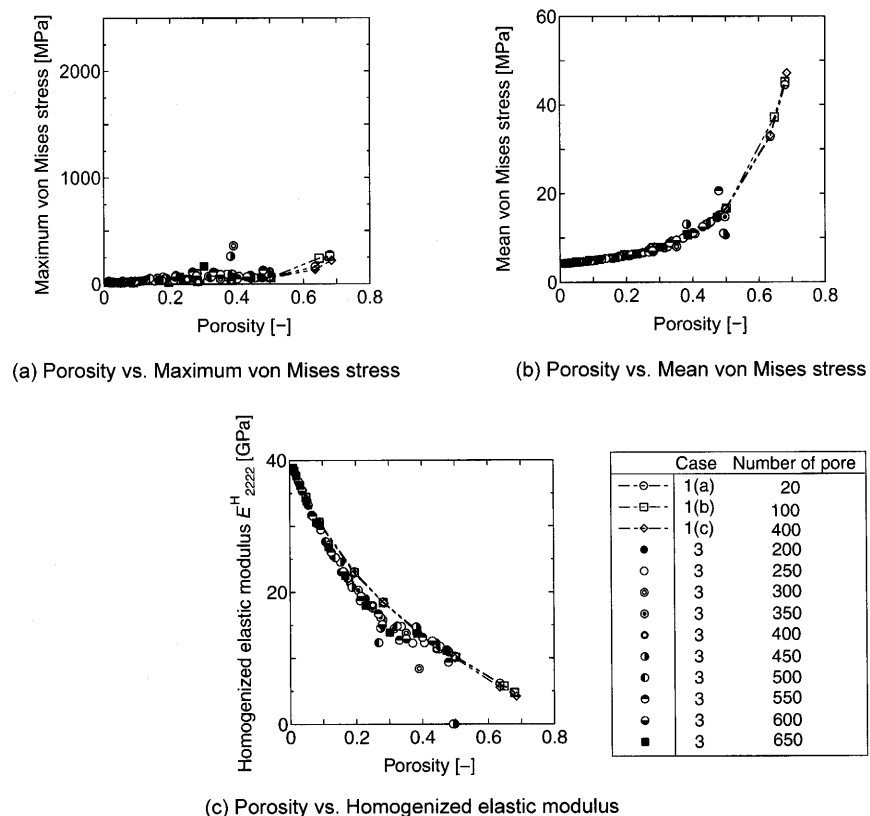 2000
1000
0
0
0.2
0.4
0.6
0.8
Maximum von Mises stress [MPa]
Porosity [−]
(a) Porosity vs. Maximum von Mises stress
60
40
20
0
0
0.2
0.4
0.6
0.8
Mean von Mises stress [MPa]
Porosity [−]
(b) Porosity vs. Mean von Mises stress
40
20
0
0
0.2
0.4
0.6
0.8
Homogenized elastic modulus E^H_2222 [GPa]
Porosity [−]
(c) Porosity vs. Homogenized elastic modulus
Case Number of pore
1(a) 20
1(b) 100
1(c) 400
3 200
3 250
3 300
3 350
3 400
3 450
3 500
3 550
3 600
3 650